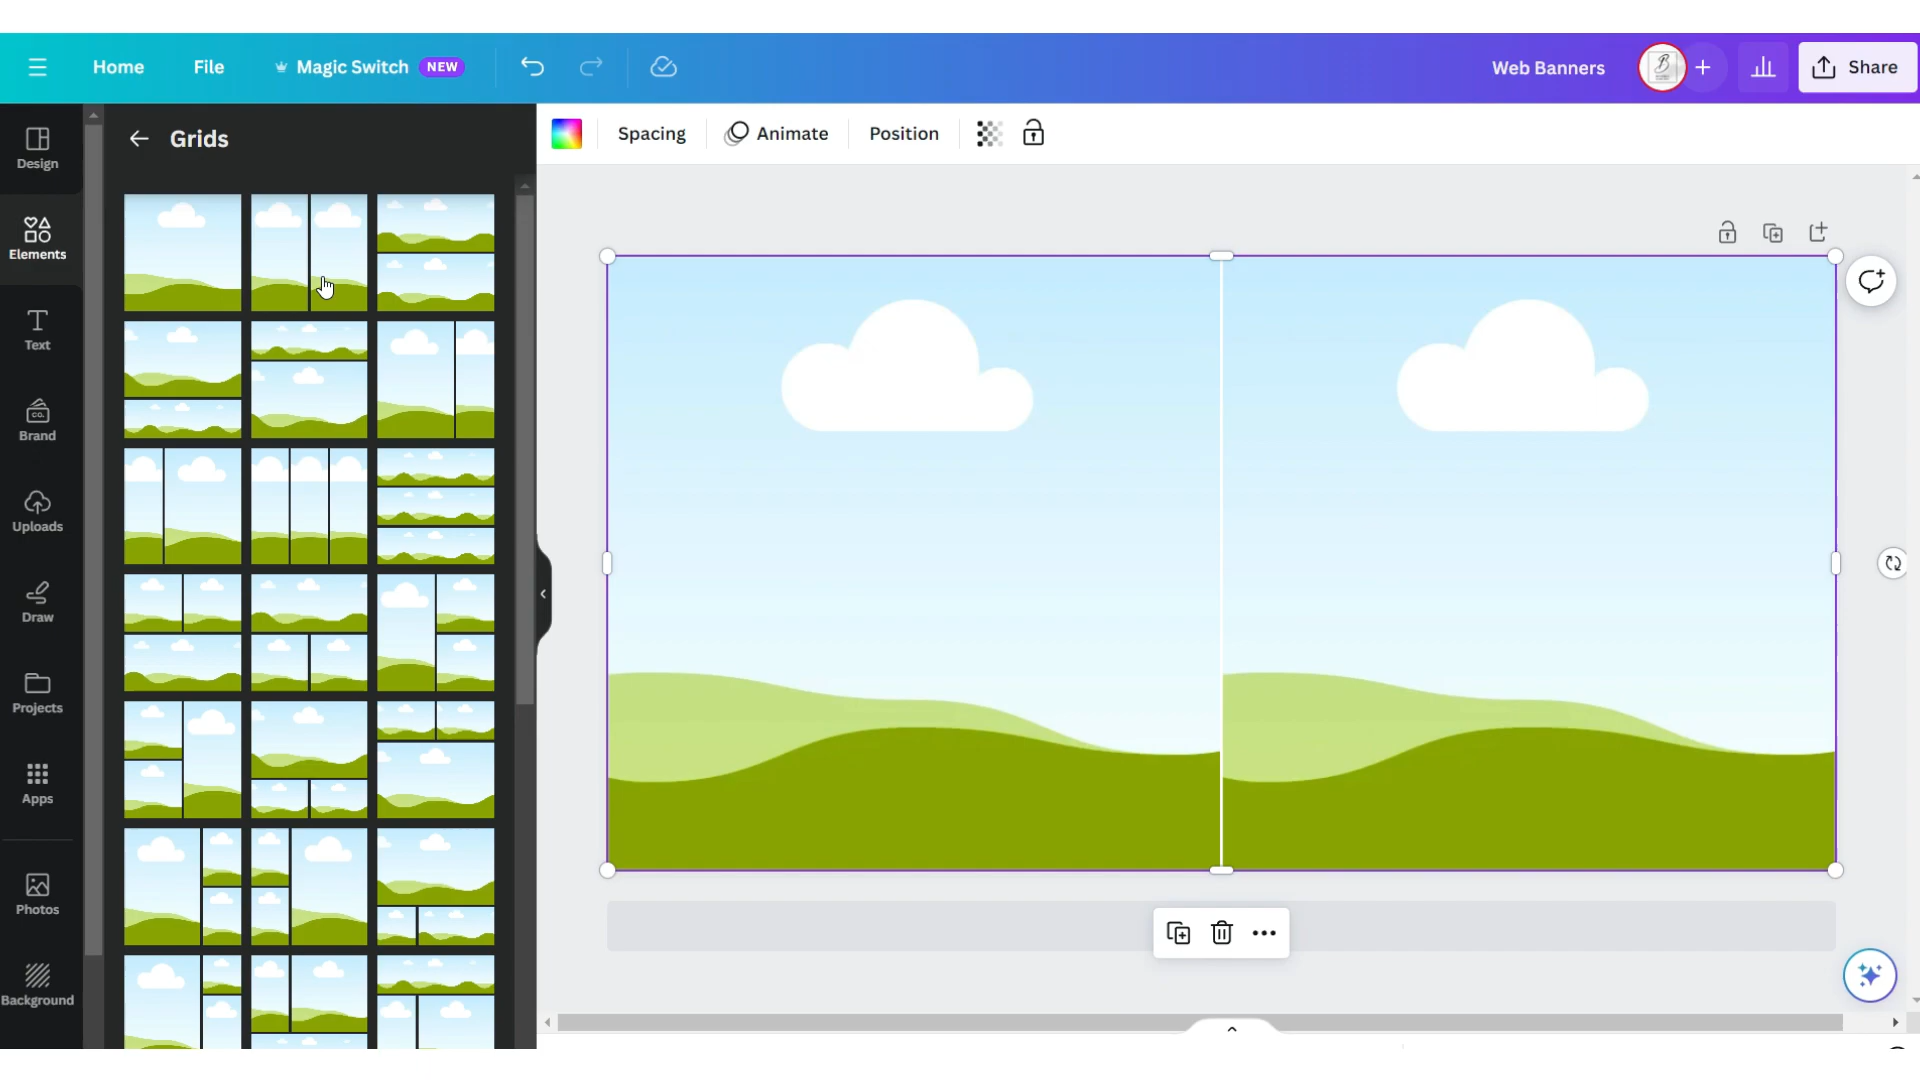 Home File Magic Switch NEW Web Banners Share
Grids
Spacing Animate Position
Design
Elements
Text
Brand
CO.
Uploads
Draw
Projects
Apps
Photos
Background